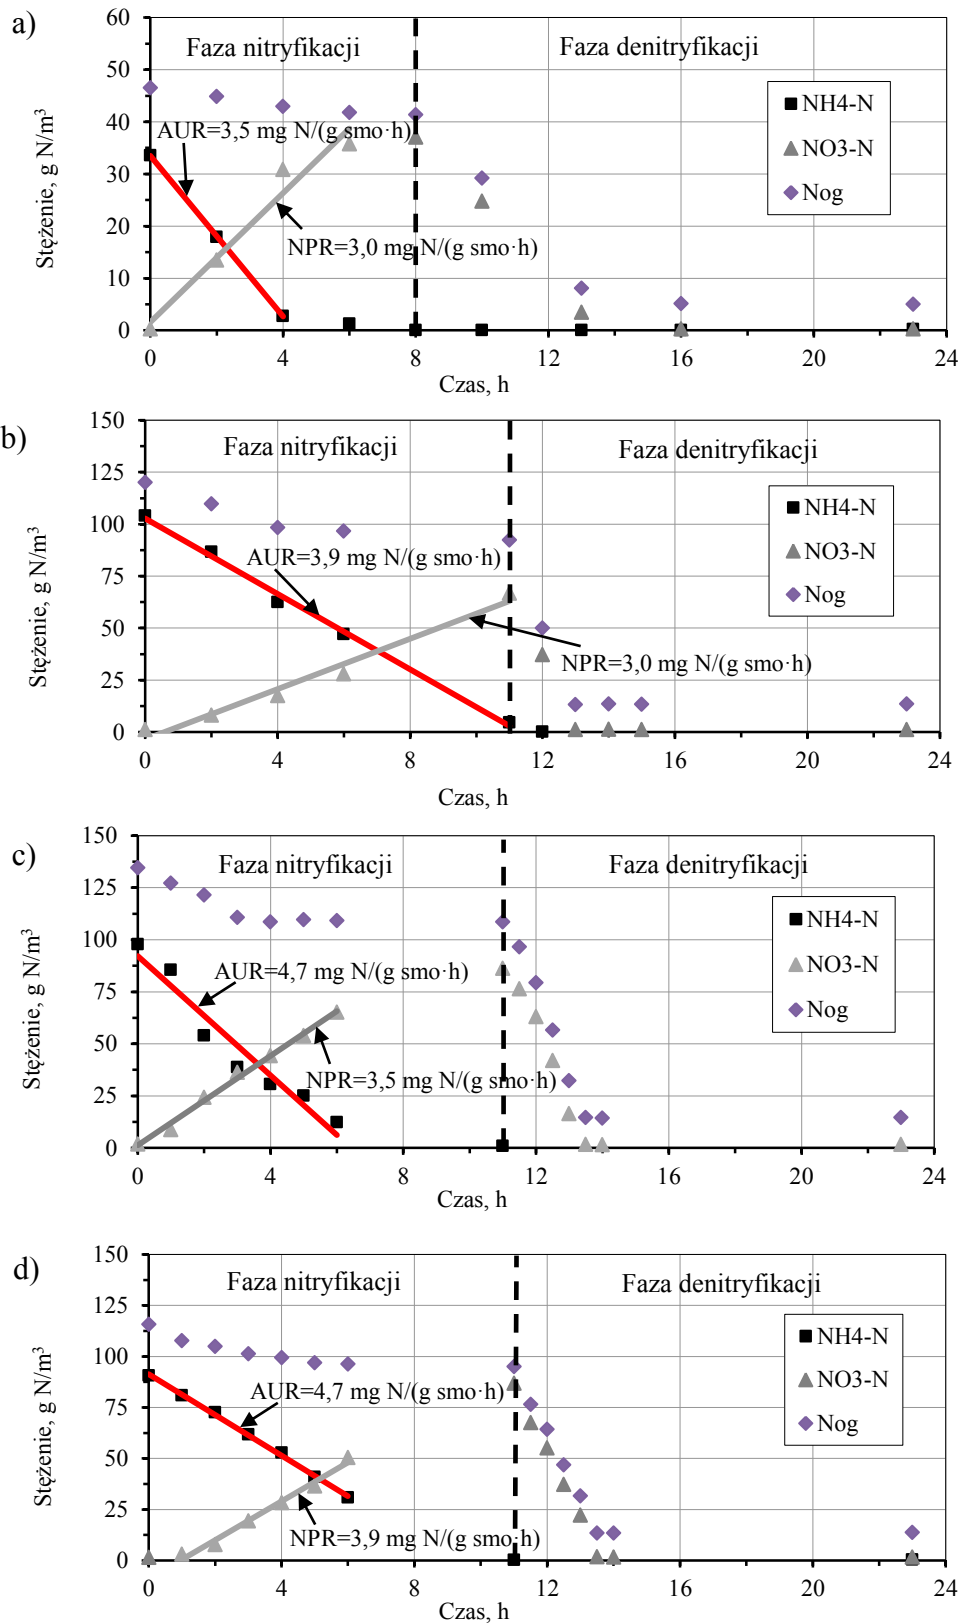 a)
Faza nitryfikacji
Faza denitryfikacji
60
50
40
30
20
10
0
Stężenie, g N/m³
AUR=3,5 mg N/(g smo·h)
NPR=3,0 mg N/(g smo·h)
NH4-N
NO3-N
Nog
0 4 8 12 16 20 24
Czas, h
b)
Faza nitryfikacji
Faza denitryfikacji
150
125
100
75
50
25
0
Stężenie, g N/m³
AUR=3,9 mg N/(g smo·h)
NPR=3,0 mg N/(g smo·h)
NH4-N
NO3-N
Nog
0 4 8 12 16 20 24
Czas, h
c)
Faza nitryfikacji
Faza denitryfikacji
150
125
100
75
50
25
0
Stężenie, g N/m³
AUR=4,7 mg N/(g smo·h)
NPR=3,5 mg N/(g smo·h)
NH4-N
NO3-N
Nog
0 4 8 12 16 20 24
Czas, h
d)
Faza nitryfikacji
Faza denitryfikacji
150
125
100
75
50
25
0
Stężenie, g N/m³
AUR=4,7 mg N/(g smo·h)
NPR=3,9 mg N/(g smo·h)
NH4-N
NO3-N
Nog
0 4 8 12 16 20 24
Czas, h